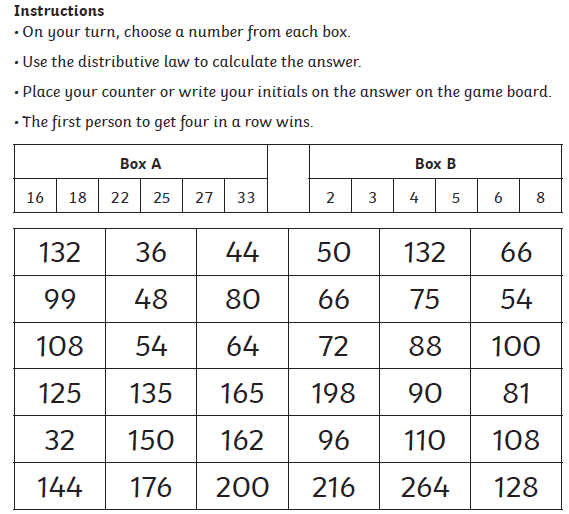 Instructions
• On your turn, choose a number from each box.
• Use the distributive law to calculate the answer.
• Place your counter or write your initials on the answer on the game board.
• The first person to get four in a row wins.
Box A Box B
16 18 22 25 27 33 2 3 4 5 6 8
132 36 44 50 132 66
99 48 80 66 75 54
108 54 64 72 88 100
125 135 165 198 90 81
32 150 162 96 110 108
144 176 200 216 264 128